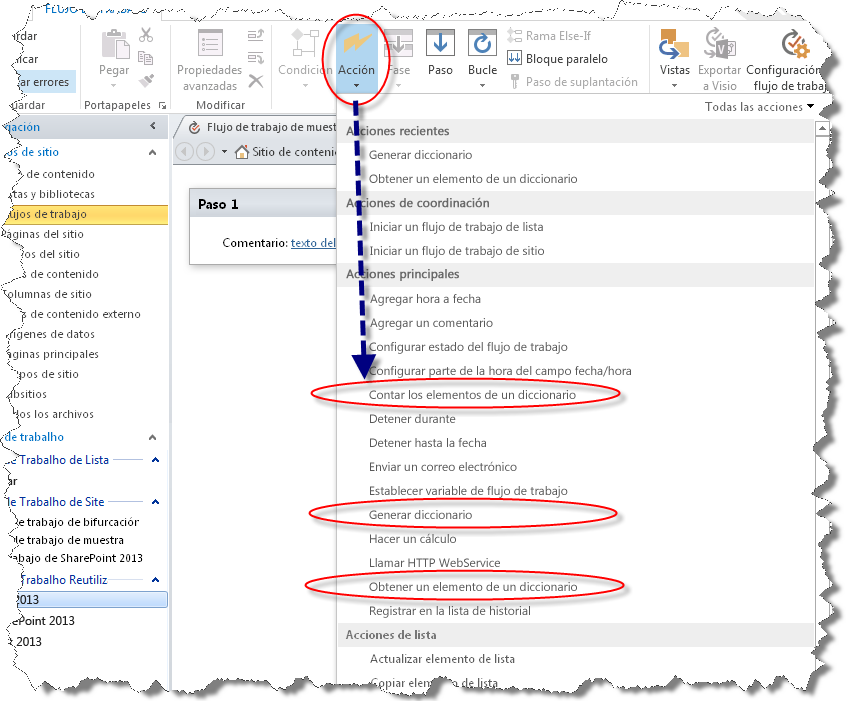 rdar
Pegar
Propiedades
avanzadas
Condición
Acción
Fase
Paso
Bucle
Rama Else-If
Bloque paralelo
Paso de suplantación
Vistas
Exportar
a Visio
Configuración
flujo de trabaj
ar errores
ardar
Portapapeles
Modificar
Todas las acciones
ación
Flujo de trabajo de muest
os de sitio
Sitio de conteni
de contenido
tas y bibliotecas
ujos de trabajo
áginas del sitio
os del sitio
de contenido
olumnas de sitio
de contenido externo
rígenes de datos
áginas principales
pos de sitio
bsitios
dos los archivos
de trabalho
e Trabalho de Lista
ar
de Trabalho de Site
e trabajo de bifurcación
de trabajo de muestra
abajo de SharePoint 2013
Trabalho Reutiliz
2013
ePoint 2013
2013
Paso 1
Comentario: texto del
Acciones recientes
Generar diccionario
Obtener un elemento de un diccionario
Acciones de coordinación
Iniciar un flujo de trabajo de lista
Iniciar un flujo de trabajo de sitio
Acciones principales
Agregar hora a fecha
Agregar un comentario
Configurar estado del flujo de trabajo
Configurar parte de la hora del campo fecha/hora
Contar los elementos de un diccionario
Detener durante
Detener hasta la fecha
Enviar un correo electrónico
Establecer variable de flujo de trabajo
Generar diccionario
Hacer un cálculo
Llamar HTTP WebService
Obtener un elemento de un diccionario
Registrar en la lista de historial
Acciones de lista
Actualizar elemento de lista
Copiar elemento de lista